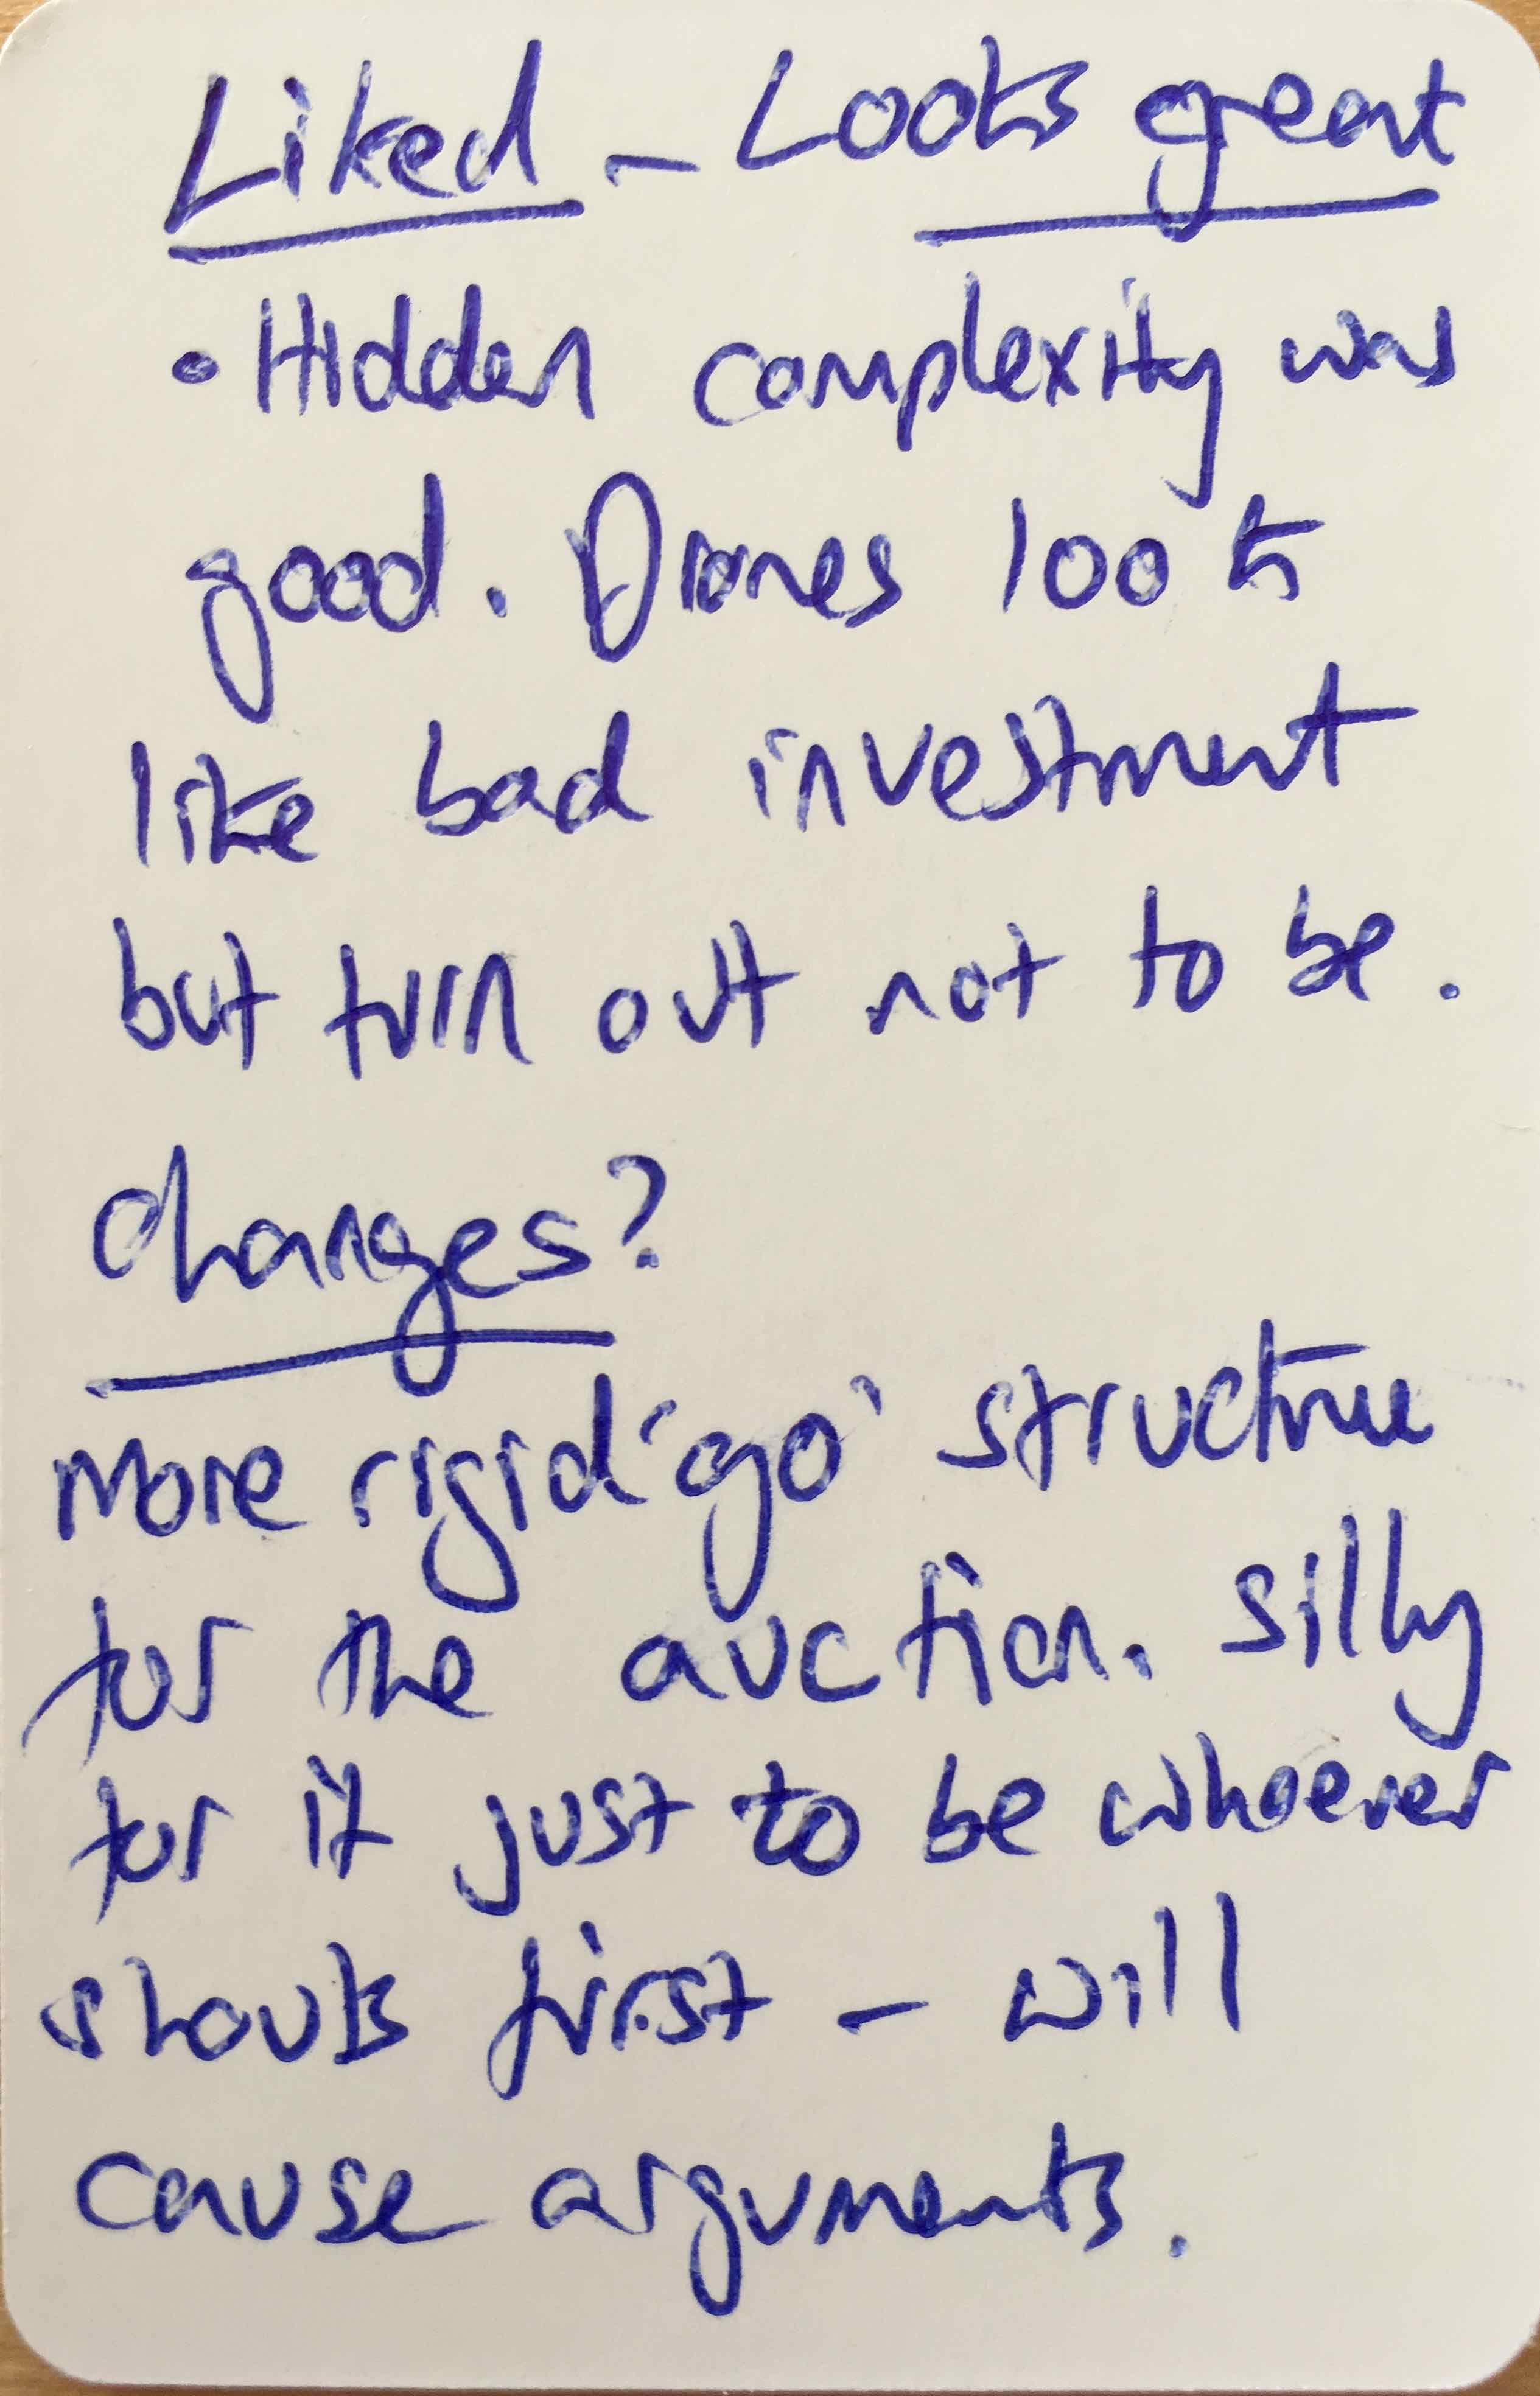 Liked - Looks great
• Hidden complexity was
good. Drones look
like bad investment
but turn out not to be.
Changes?
More rigid 'go' structure
for the auction. silly
for it just to be whoever
shouts first - will
cause arguments.